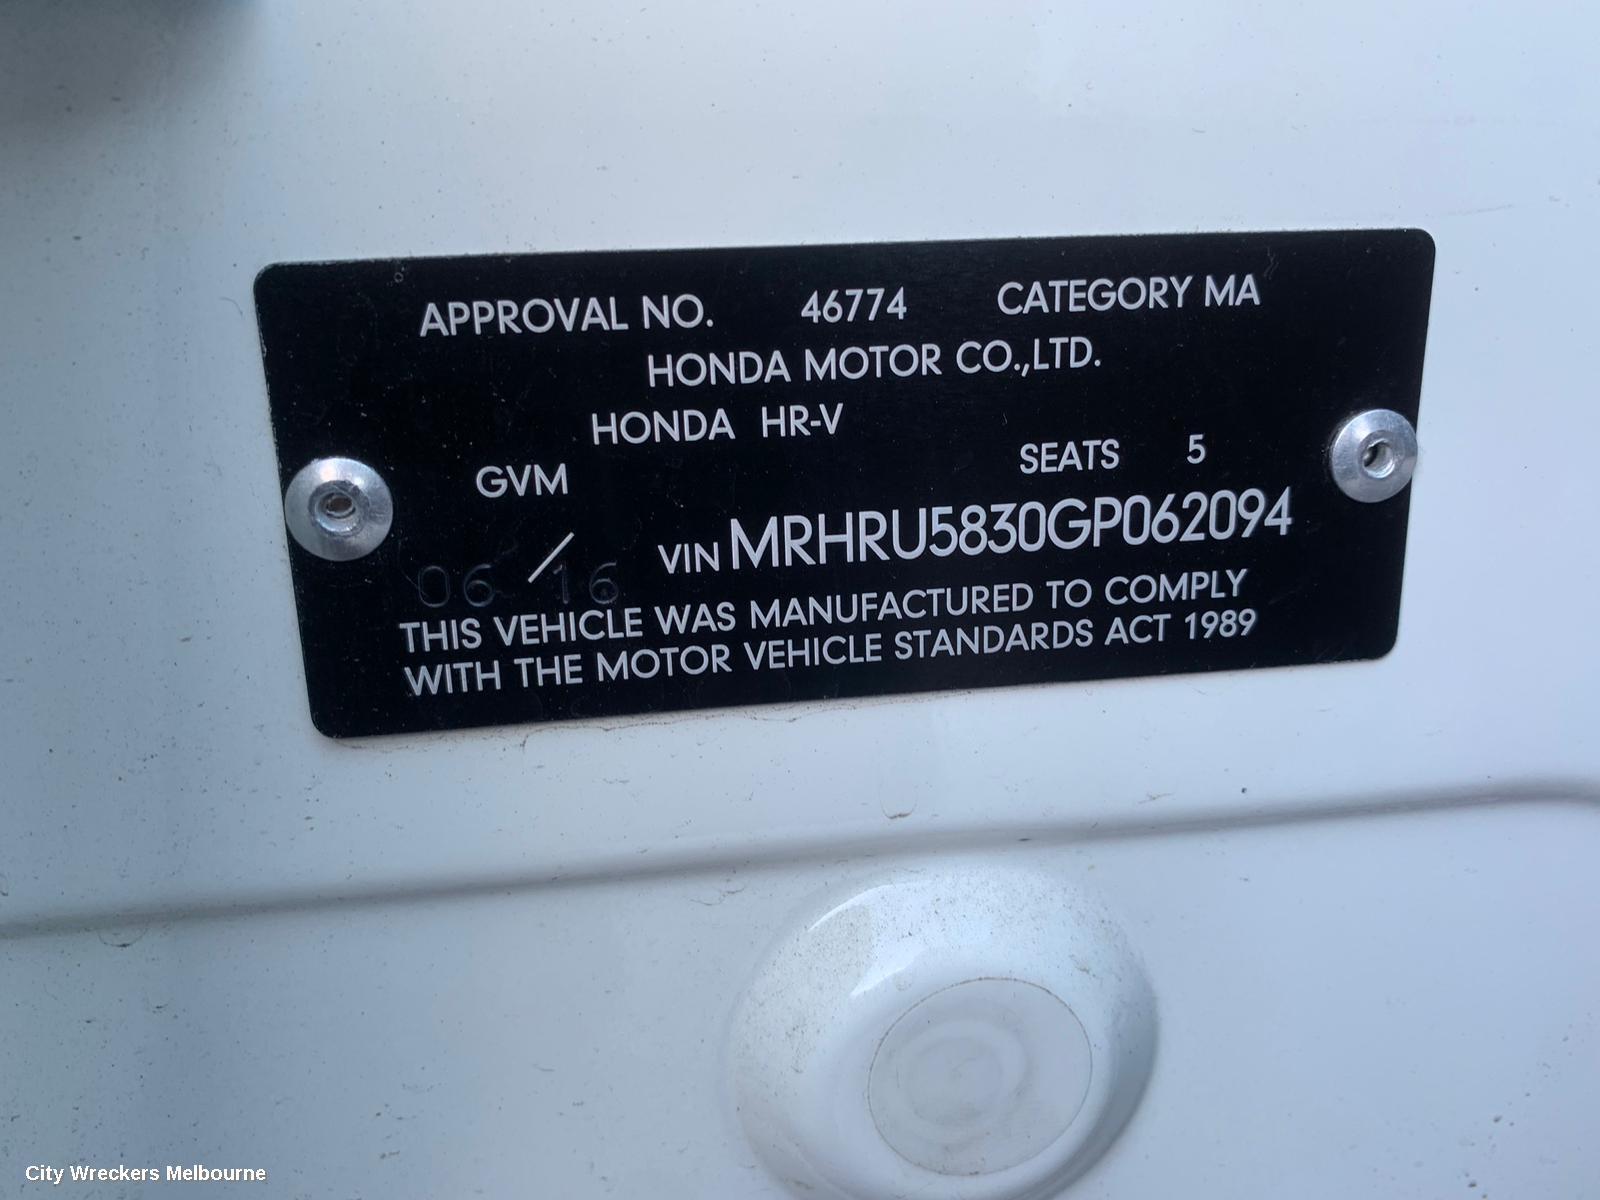 APPROVAL NO. 46774 CATEGORY MA
HONDA MOTOR CO.,LTD.
HONDA HR-V
GVM SEATS 5
06 / 16 VIN MRHRU5830GP062094
THIS VEHICLE WAS MANUFACTURED TO COMPLY
WITH THE MOTOR VEHICLE STANDARDS ACT 1989
City Wreckers Melbourne